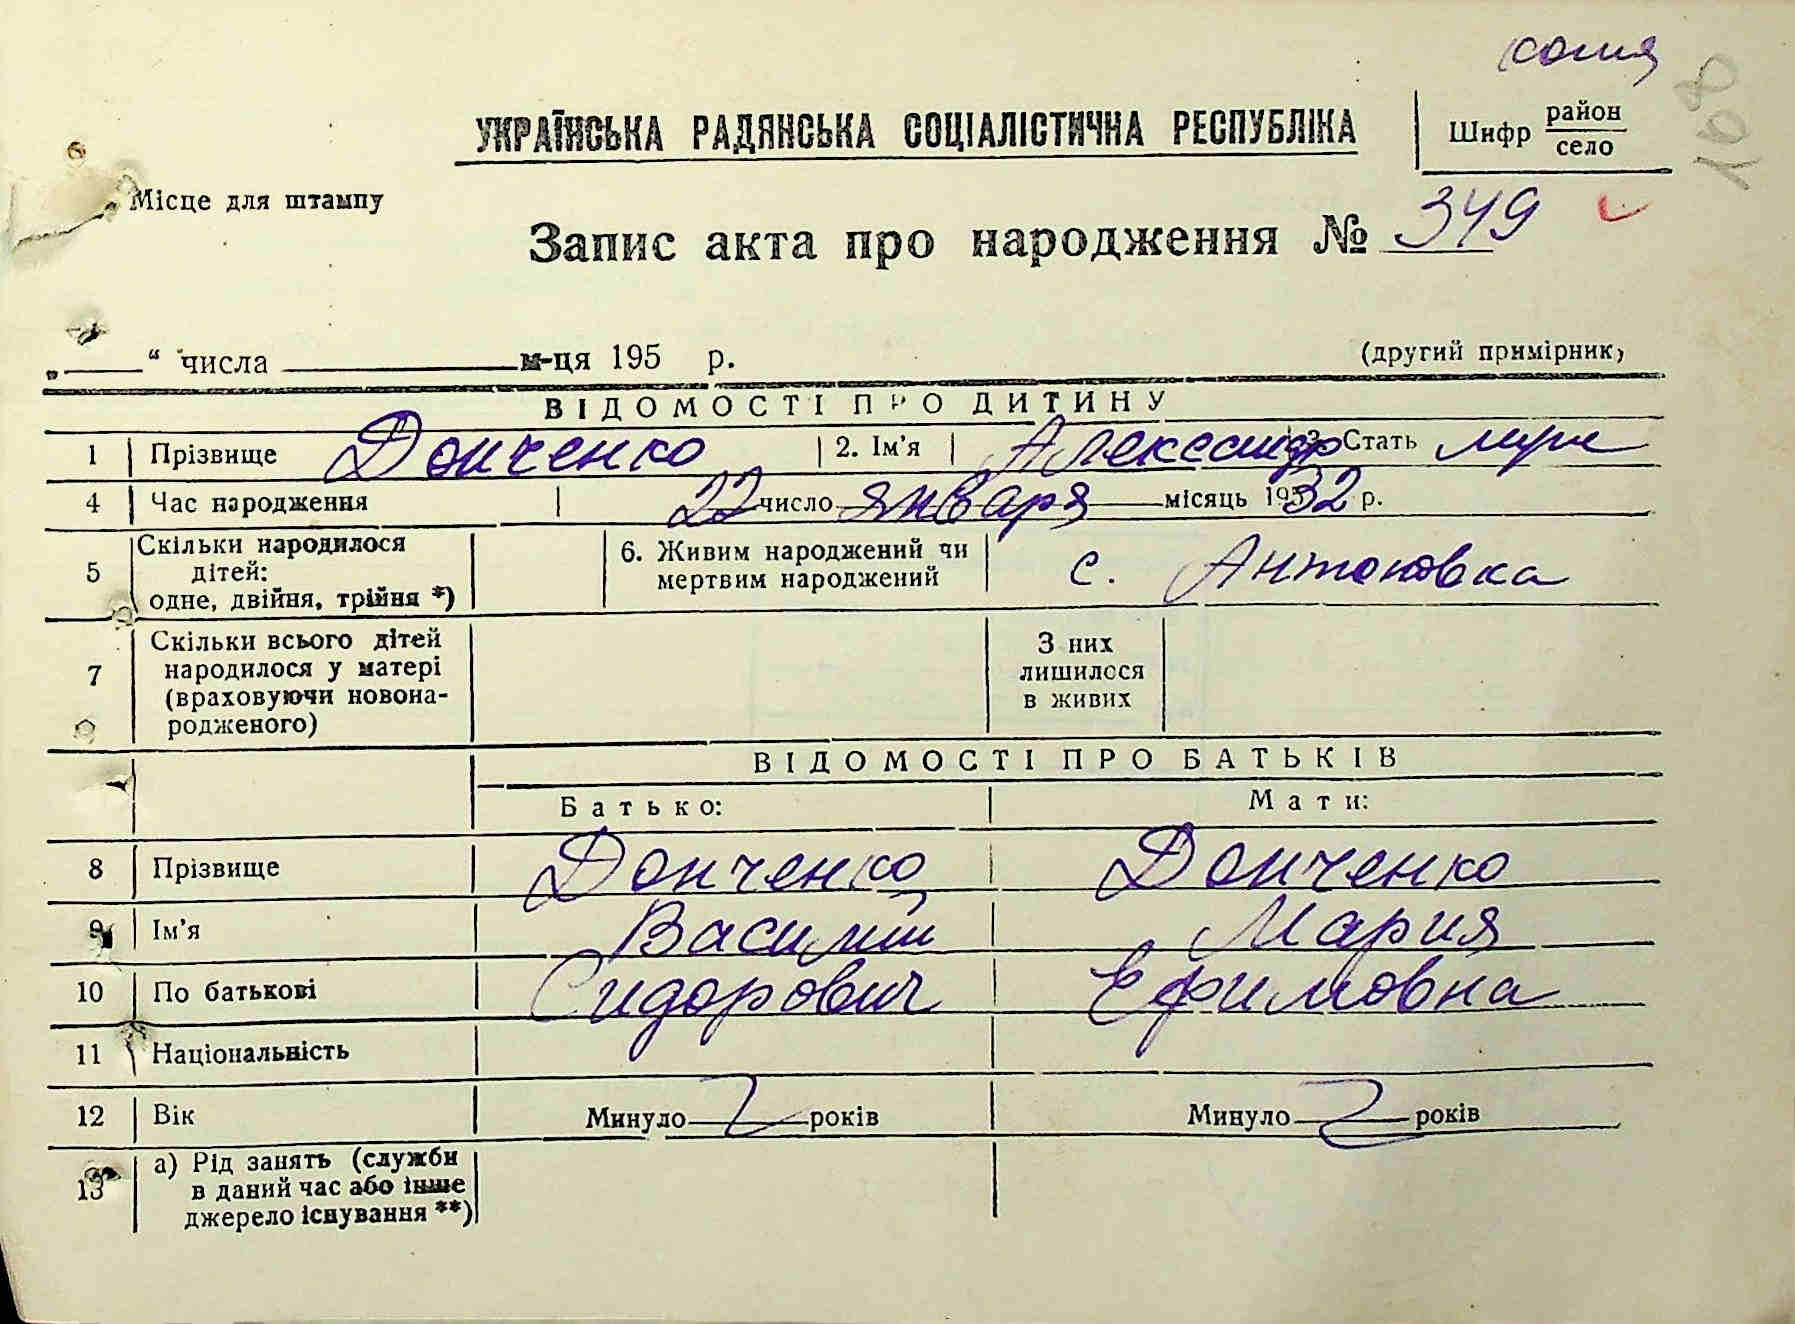 копия
108
УКРАЇНСЬКА РАДЯНСЬКА СОЦІАЛІСТИЧНА РЕСПУБЛІКА
Шифр район село
Місце для штампу
Запис акта про народження № 349
„ “ числа м-ця 195 р. (другий примірник)
ВІДОМОСТІ ПРО ДИТИНУ
1 Прізвище Донченко 2. Ім’я Александр 3. Стать муж
4 Час народження 22 число января місяць 1932 р.
5 Скільки народилося дітей: одне, двійня, трійня *) 6. Живим народжений чи мертвим народжений с. Антоновка
7 Скільки всього дітей народилося у матері (враховуючи новонародженого) З них лишилося в живих
ВІДОМОСТІ ПРО БАТЬКІВ
Батько: Мати:
8 Прізвище Донченко Донченко
9 Ім’я Василий Мария
10 По батькові Сидорович Ефимовна
11 Національність
12 Вік Минуло років Минуло років
13 а) Рід занять (служби в даний час або інше джерело існування **)